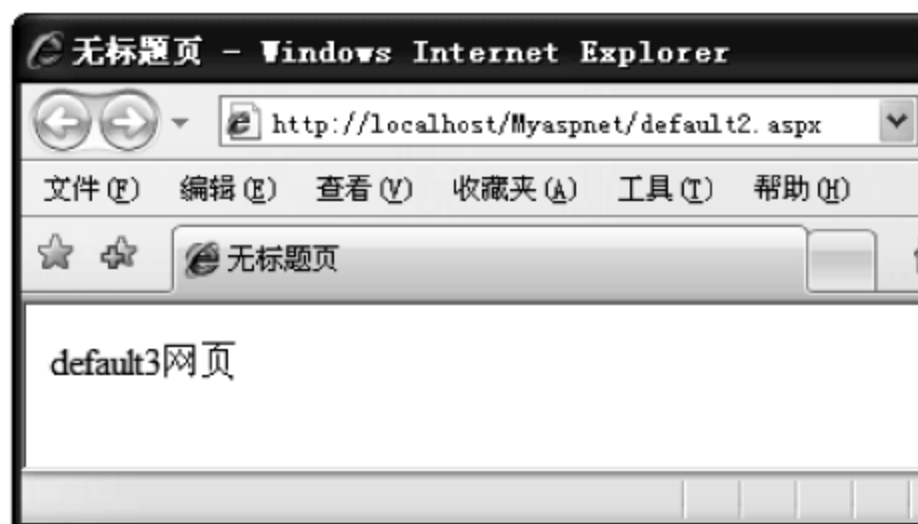 无标题页 - Windows Internet Explorer
http://localhost/Myaspnet/default2.aspx
文件(F) 编辑(E) 查看(V) 收藏夹(A) 工具(T) 帮助(H)
无标题页
default3网页